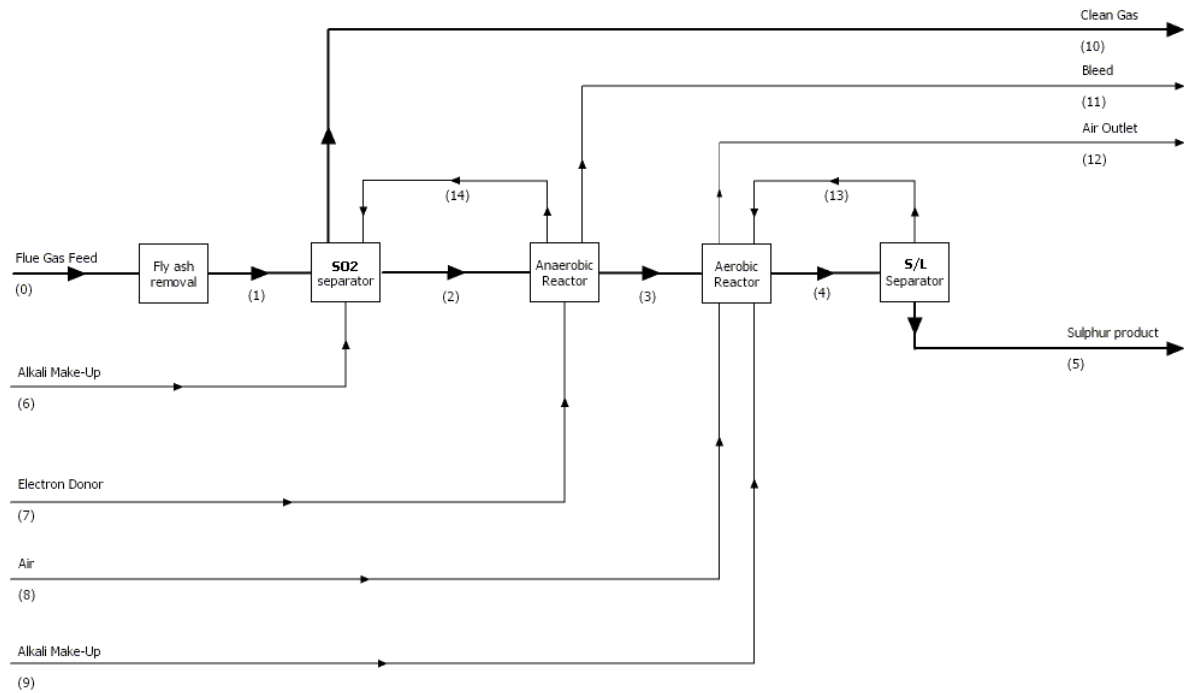 Clean Gas
(10)
Bleed
(11)
Air Outlet
(12)
(14)
(13)
Flue Gas Feed
(0)
Fly ash
removal
(1)
SO2
separator
(2)
Anaerobic
Reactor
(3)
Aerobic
Reactor
(4)
S/L
Separator
Sulphur product
(5)
Alkali Make-Up
(6)
Electron Donor
(7)
Air
(8)
Alkali Make-Up
(9)